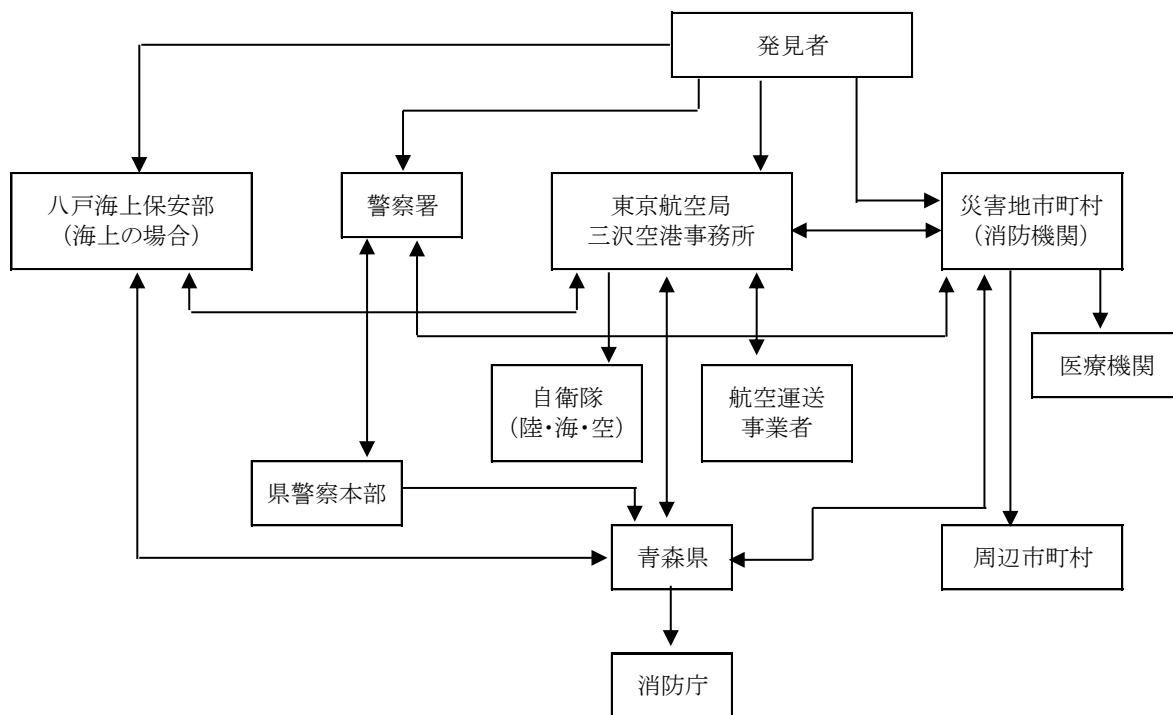 発見者
八戸海上保安部
（海上の場合）
警察署
東京航空局
三沢空港事務所
災害地市町村
（消防機関）
医療機関
自衛隊
（陸・海・空）
航空運送
事業者
県警察本部
青森県
周辺市町村
消防庁